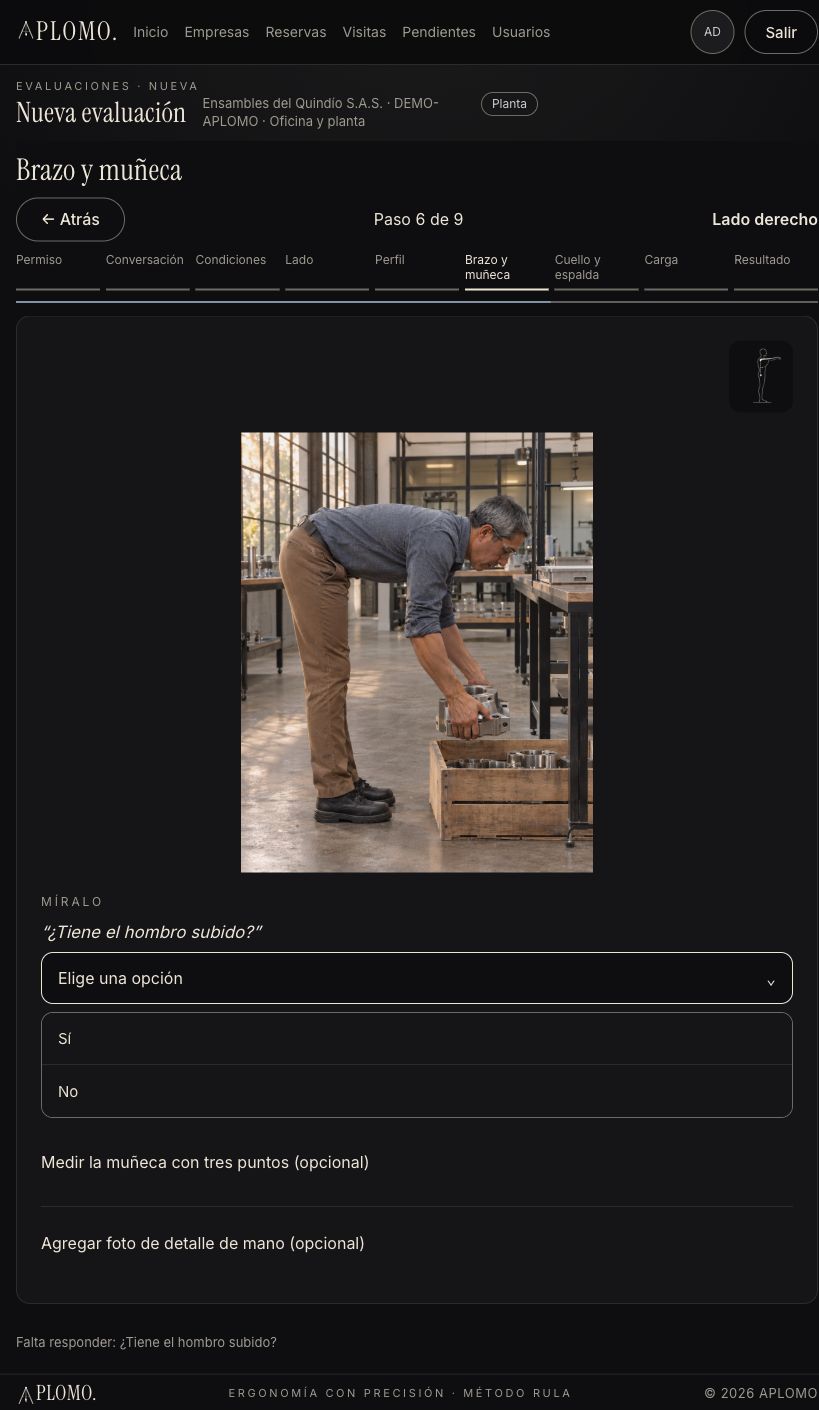 APLOMO. Inicio Empresas Reservas Visitas Pendientes Usuarios AD Salir
EVALUACIONES · NUEVA
Nueva evaluación Ensambles del Quindío S.A.S. · DEMO-
APLOMO · Oficina y planta
Planta
Brazo y muñeca
← Atrás Paso 6 de 9 Lado derecho
Permiso Conversación Condiciones Lado Perfil Brazo y muñeca Cuello y espalda Carga Resultado
MÍRALO
“¿Tiene el hombro subido?”
Elige una opción
Sí
No
Medir la muñeca con tres puntos (opcional)
Agregar foto de detalle de mano (opcional)
Falta responder: ¿Tiene el hombro subido?
APLOMO. ERGONOMÍA CON PRECISIÓN · MÉTODO RULA © 2026 APLOMO